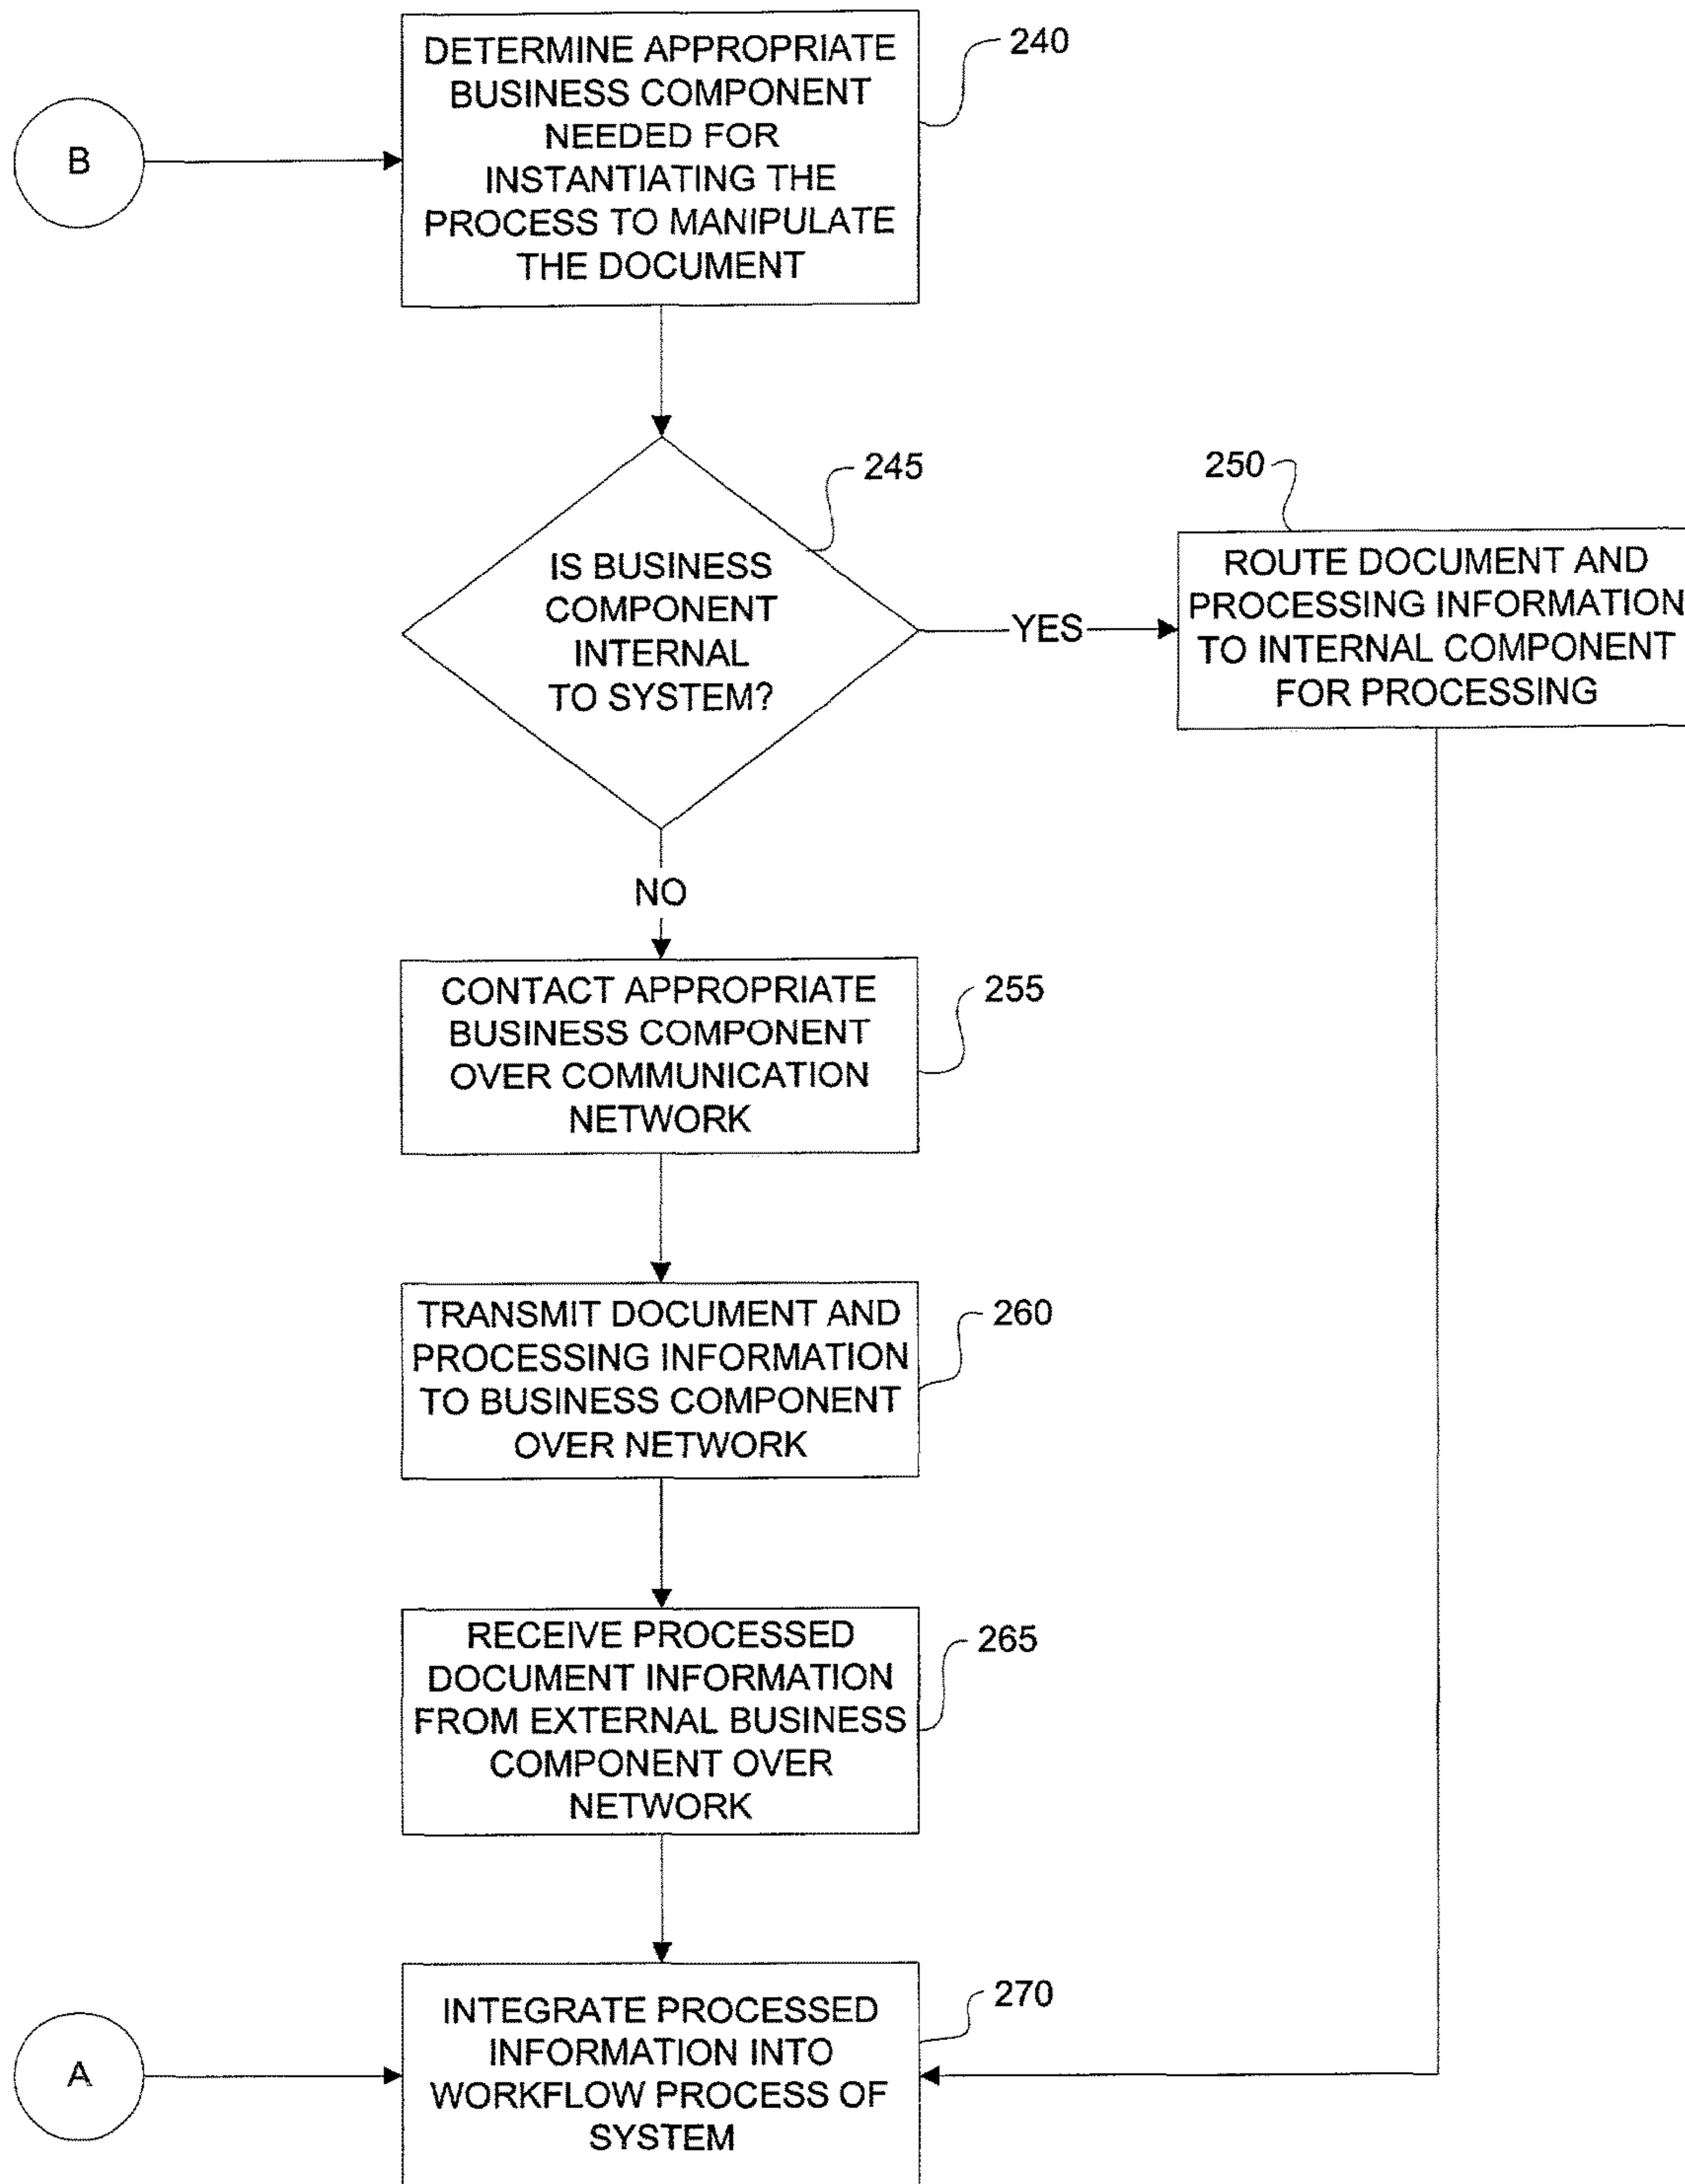 DETERMINE APPROPRIATE
BUSINESS COMPONENT
NEEDED FOR
INSTANTIATING THE
PROCESS TO MANIPULATE
THE DOCUMENT
240
B
IS BUSINESS
COMPONENT
INTERNAL
TO SYSTEM?
245
YES
250
ROUTE DOCUMENT AND
PROCESSING INFORMATION
TO INTERNAL COMPONENT
FOR PROCESSING
NO
CONTACT APPROPRIATE
BUSINESS COMPONENT
OVER COMMUNICATION
NETWORK
255
TRANSMIT DOCUMENT AND
PROCESSING INFORMATION
TO BUSINESS COMPONENT
OVER NETWORK
260
RECEIVE PROCESSED
DOCUMENT INFORMATION
FROM EXTERNAL BUSINESS
COMPONENT OVER
NETWORK
265
A
INTEGRATE PROCESSED
INFORMATION INTO
WORKFLOW PROCESS OF
SYSTEM
270